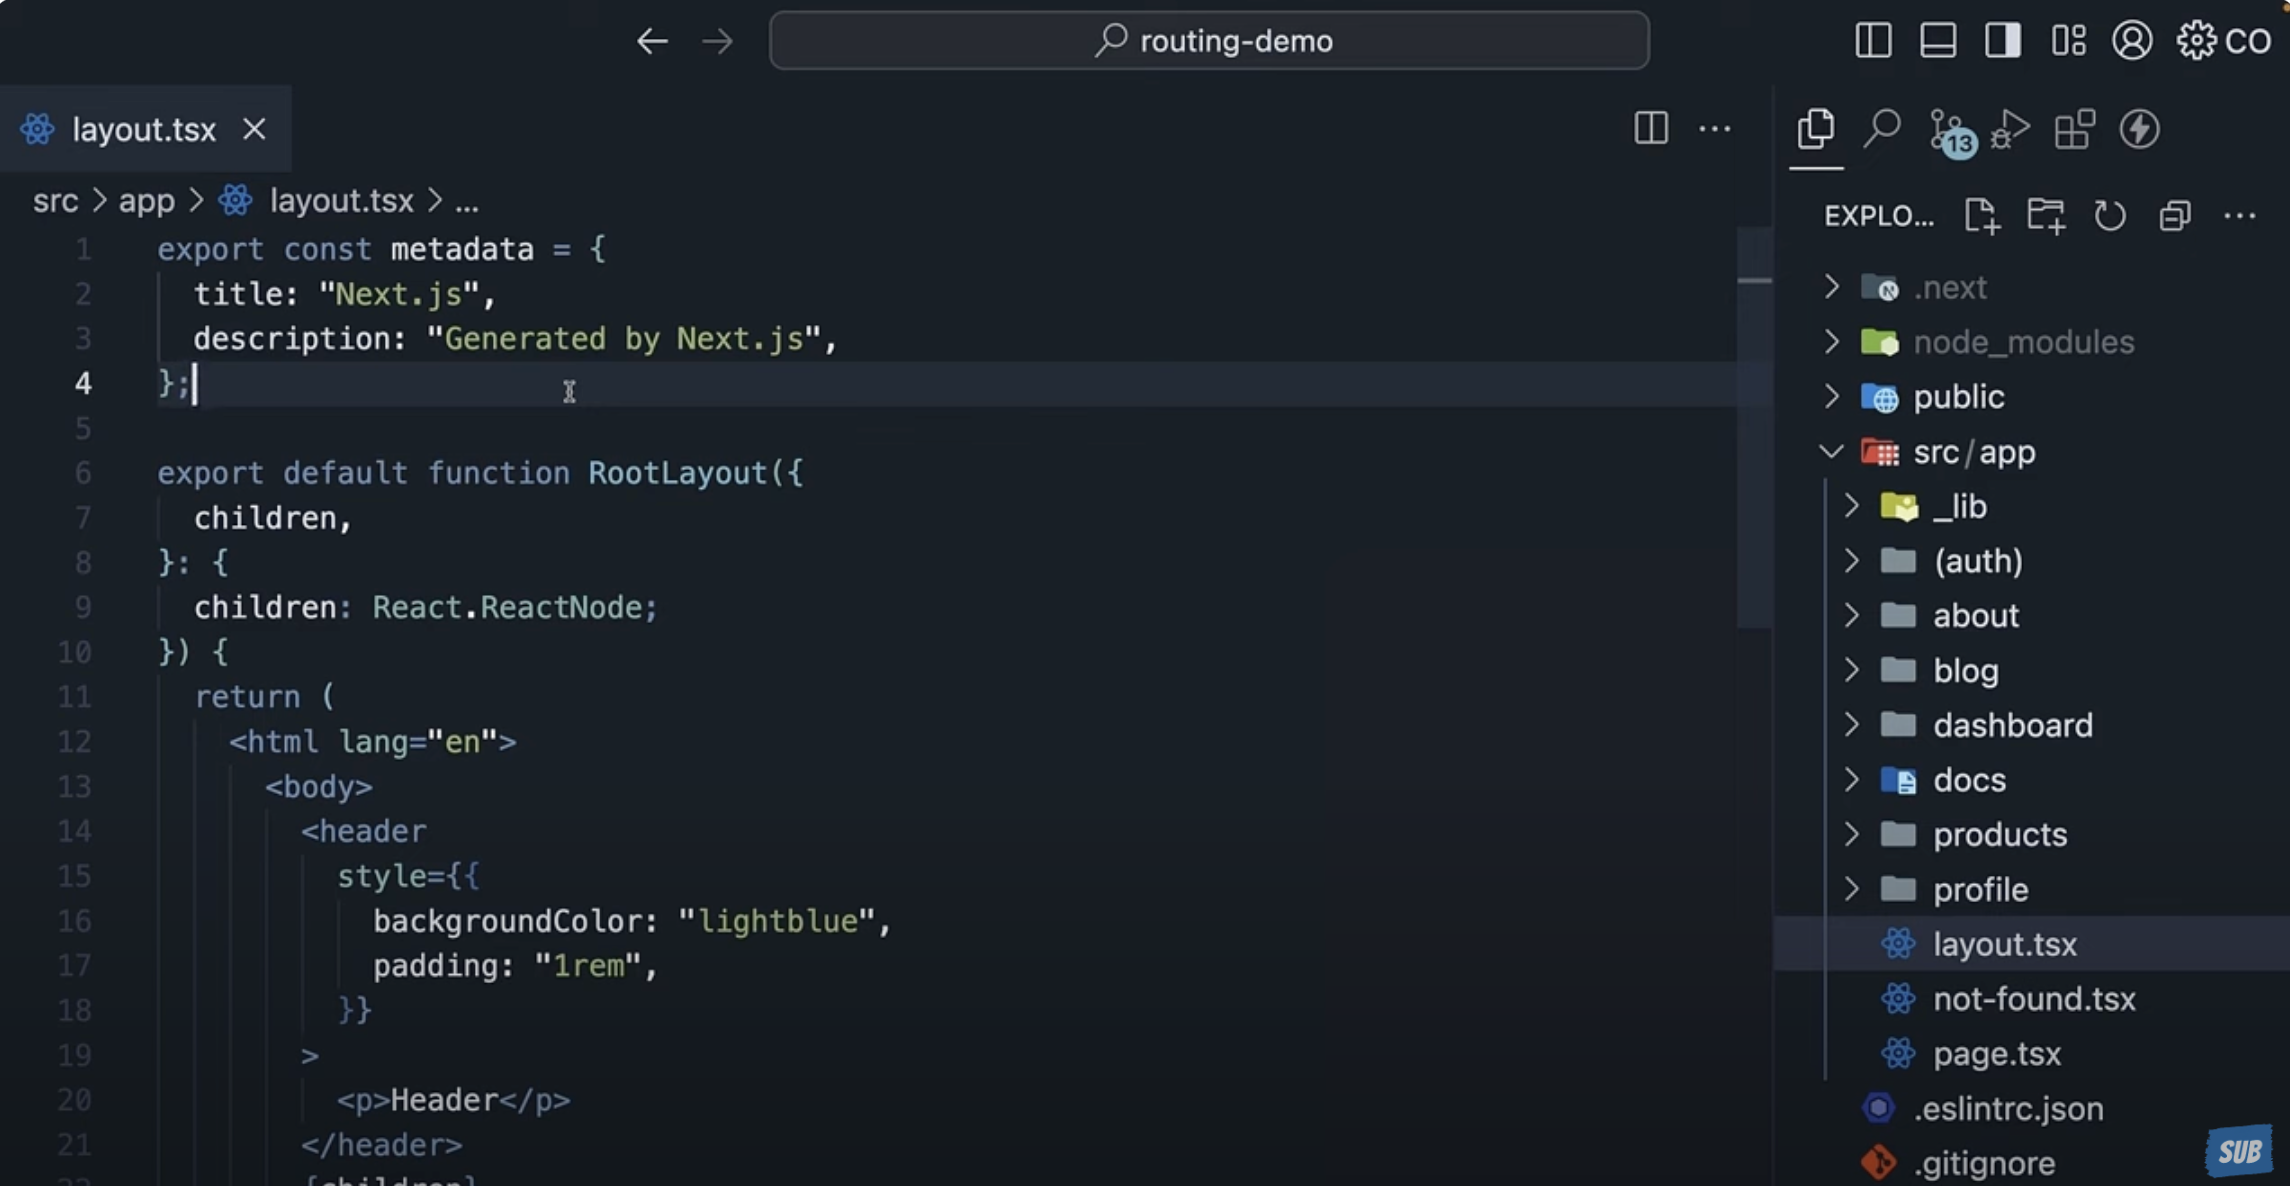 routing-demo
CO
layout.tsx
13
src > app > layout.tsx > ...
EXPLO...
1 export const metadata = {
2 title: "Next.js",
3 description: "Generated by Next.js",
4 };
5
6 export default function RootLayout({
7 children,
8 }: {
9 children: React.ReactNode;
10 }) {
11 return (
12 <html lang="en">
13 <body>
14 <header
15 style={{
16 backgroundColor: "lightblue",
17 padding: "1rem",
18 }}
19 >
20 <p>Header</p>
21 </header>
22 {children}
.next
node_modules
public
src/app
_lib
(auth)
about
blog
dashboard
docs
products
profile
layout.tsx
not-found.tsx
page.tsx
.eslintrc.json
.gitignore
SUB